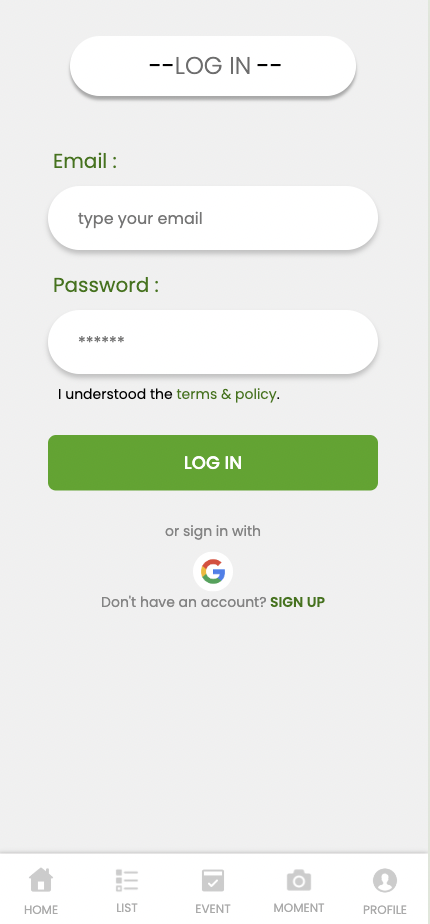 --LOG IN --
Email :
type your email
Password :
******
I understood the terms & policy.
LOG IN
or sign in with
Don't have an account? SIGN UP
HOME LIST EVENT MOMENT PROFILE